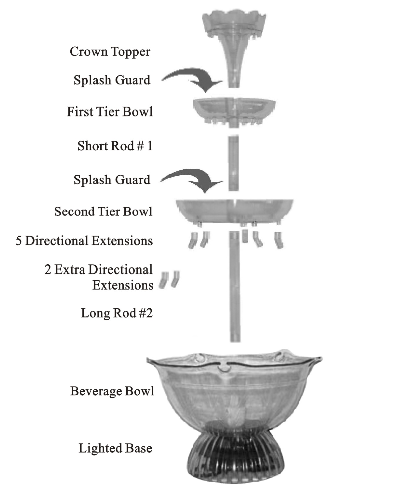 Crown Topper
Splash Guard
First Tier Bowl
Short Rod # 1
Splash Guard
Second Tier Bowl
5 Directional Extensions
2 Extra Directional
Extensions
Long Rod #2
Beverage Bowl
Lighted Base